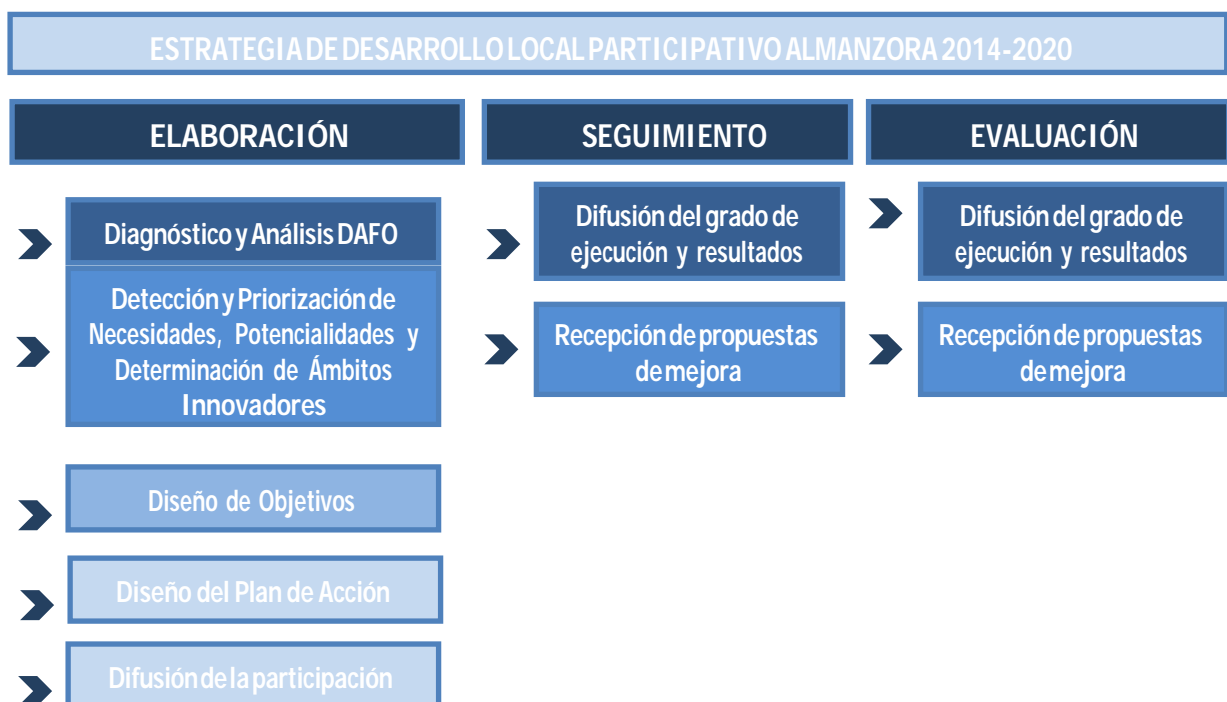 ESTRATEGIA DE DESARROLLO LOCAL PARTICIPATIVO ALMANZORA 2014-2020
ELABORACIÓN
Diagnóstico y Análisis DAFO
Detección y Priorización de
Necesidades, Potencialidades y
Determinación de Ámbitos
Innovadores
Diseño de Objetivos
Diseño del Plan de Acción
Difusión de la participación
SEGUIMIENTO
Difusión del grado de
ejecución y resultados
Recepción de propuestas
de mejora
EVALUACIÓN
Difusión del grado de
ejecución y resultados
Recepción de propuestas
de mejora